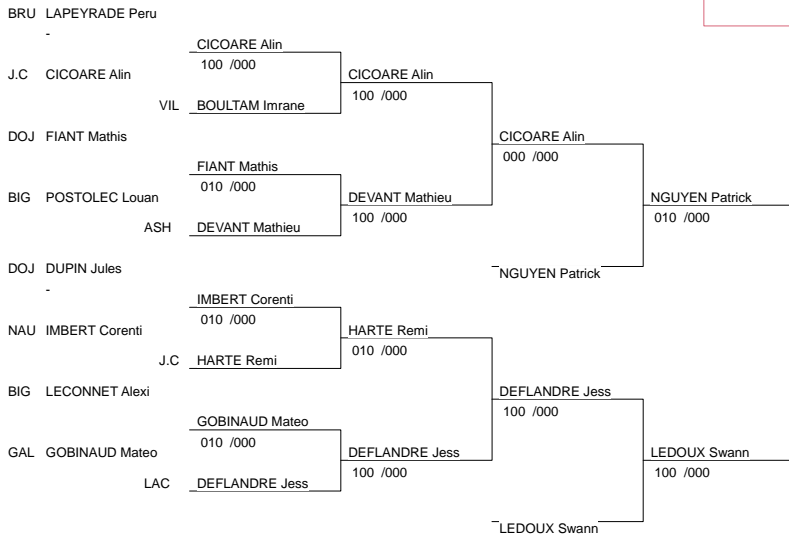 BRU LAPEYRADE Peru
-
CICOARE Alin
100 /000
J.C CICOARE Alin
CICOARE Alin
100 /000
VIL BOULTAM Imrane
DOJ FIANT Mathis
CICOARE Alin
000 /000
FIANT Mathis
010 /000
BIG POSTOLEC Louan
DEVANT Mathieu
100 /000
NGUYEN Patrick
010 /000
ASH DEVANT Mathieu
DOJ DUPIN Jules
-
NGUYEN Patrick
IMBERT Corenti
010 /000
NAU IMBERT Corenti
HARTE Remi
010 /000
J.C HARTE Remi
BIG LECONNET Alexi
DEFLANDRE Jess
100 /000
GOBINAUD Mateo
010 /000
GAL GOBINAUD Mateo
DEFLANDRE Jess
100 /000
LEDOUX Swann
100 /000
LAC DEFLANDRE Jess
LEDOUX Swann